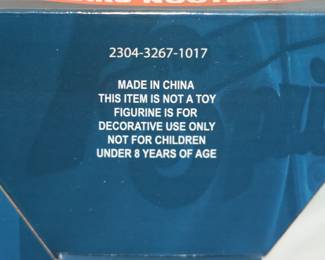 2304-3267-1017
MADE IN CHINA
THIS ITEM IS NOT A TOY
FIGURINE IS FOR
DECORATIVE USE ONLY
NOT FOR CHILDREN
UNDER 8 YEARS OF AGE